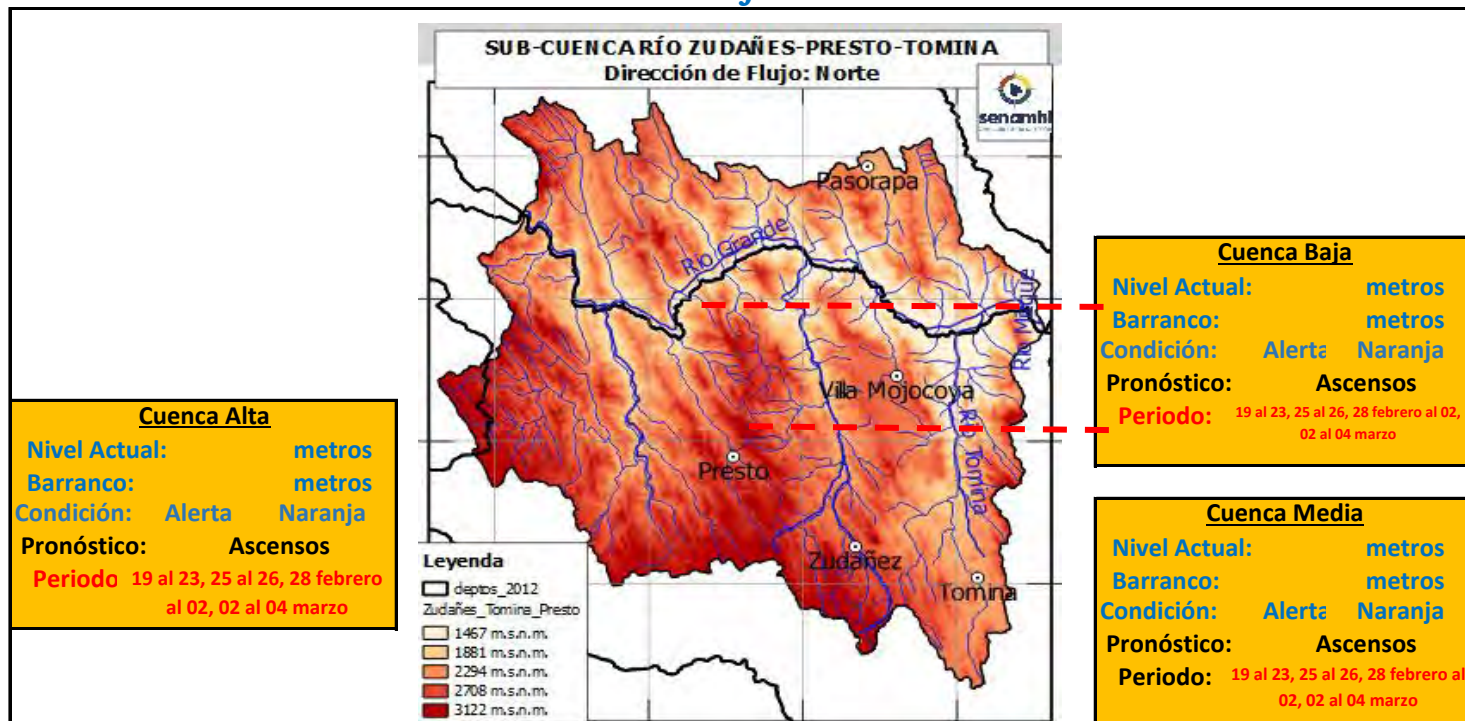 SUB-CUENCA RÍO ZUDAÑES-PRESTO-TOMINA
Dirección de Flujo: Norte
senamhi
Pasorapa
Río Grande
Río Mizque
Villa Mojocoya
Río Tomina
Presto
Zudáñez
Tomina
Leyenda
deptos_2012
Zudañes_Tomina_Presto
1467 m.s.n.m.
1881 m.s.n.m.
2294 m.s.n.m.
2708 m.s.n.m.
3122 m.s.n.m.
Cuenca Alta
Nivel Actual: metros
Barranco: metros
Condición: Alerta Naranja
Pronóstico: Ascensos
Periodo 19 al 23, 25 al 26, 28 febrero
al 02, 02 al 04 marzo
Cuenca Baja
Nivel Actual: metros
Barranco: metros
Condición: Alerta Naranja
Pronóstico: Ascensos
Periodo: 19 al 23, 25 al 26, 28 febrero al 02,
02 al 04 marzo
Cuenca Media
Nivel Actual: metros
Barranco: metros
Condición: Alerta Naranja
Pronóstico: Ascensos
Periodo: 19 al 23, 25 al 26, 28 febrero al
02, 02 al 04 marzo